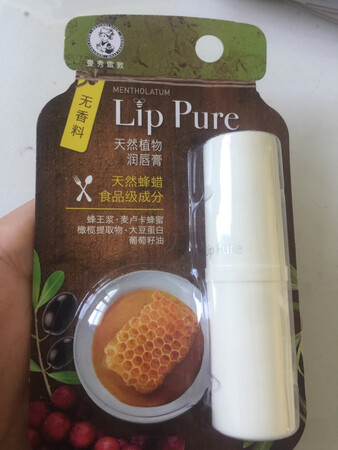 曼秀雷敦
MENTHOLATUM
Lip Pure
无香料
天然植物
润唇膏
天然蜂蜡
食品级成分
蜂王浆·麦卢卡蜂蜜
橄榄提取物·大豆蛋白
葡萄籽油
Lip Pure